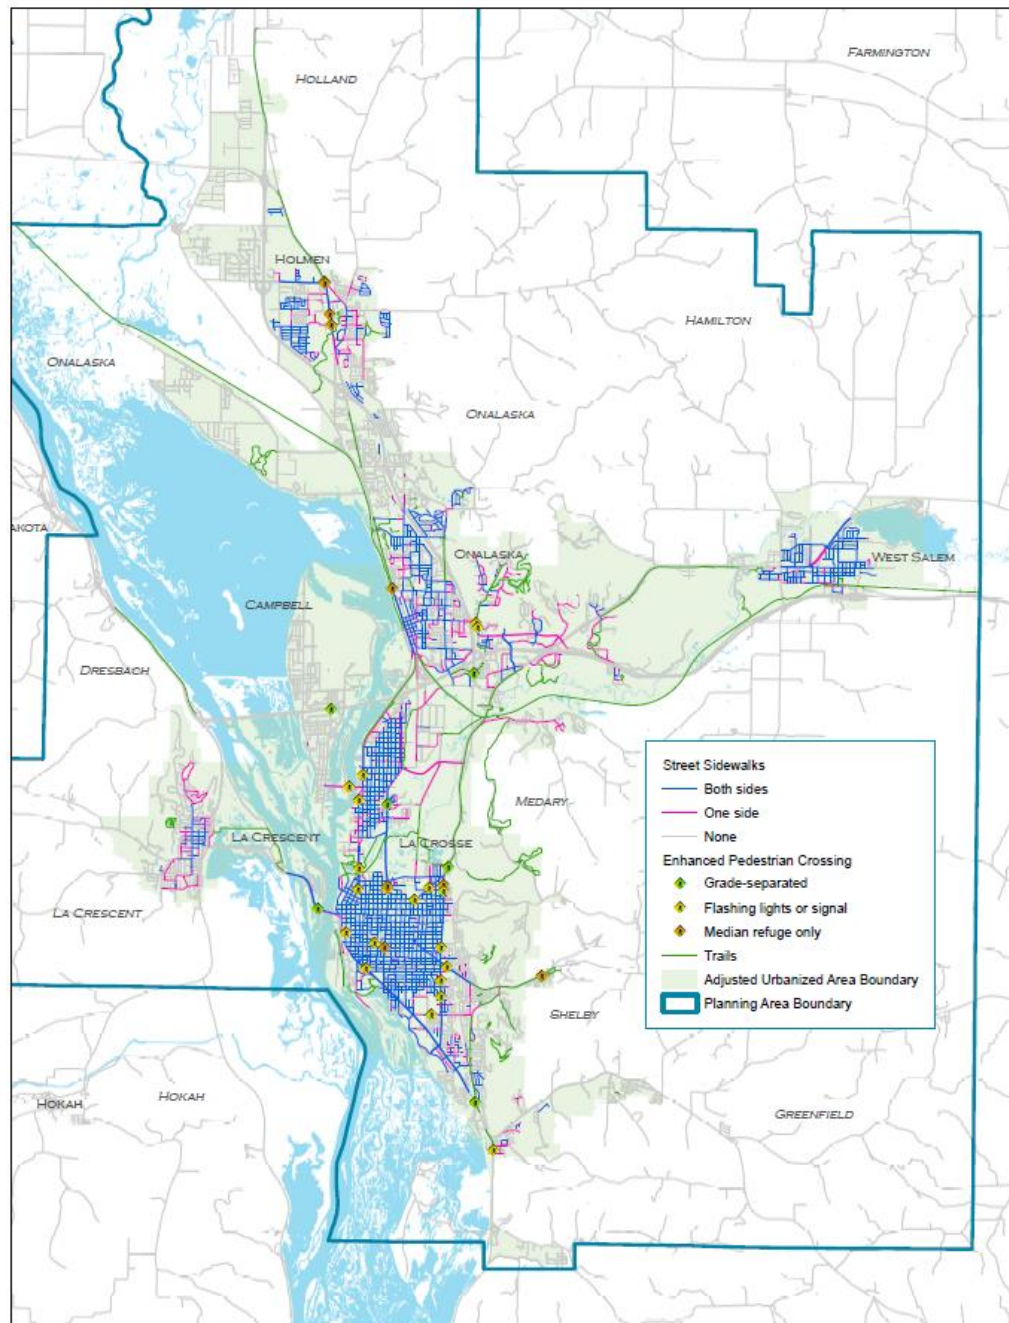 FARMINGTON
HOLLAND
HOLMEN
HAMILTON
ONALASKA
ONALASKA
AKOTA
ONALASKA
WEST SALEM
CAMPBELL
DRESBACH
Street Sidewalks
Both sides
One side
None
Enhanced Pedestrian Crossing
Grade-separated
Flashing lights or signal
Median refuge only
Trails
Adjusted Urbanized Area Boundary
Planning Area Boundary
MEDARY
LA CRESCENT
LA CROSSE
LA CRESCENT
SHELBY
HOKAH
HOKAH
GREENFIELD